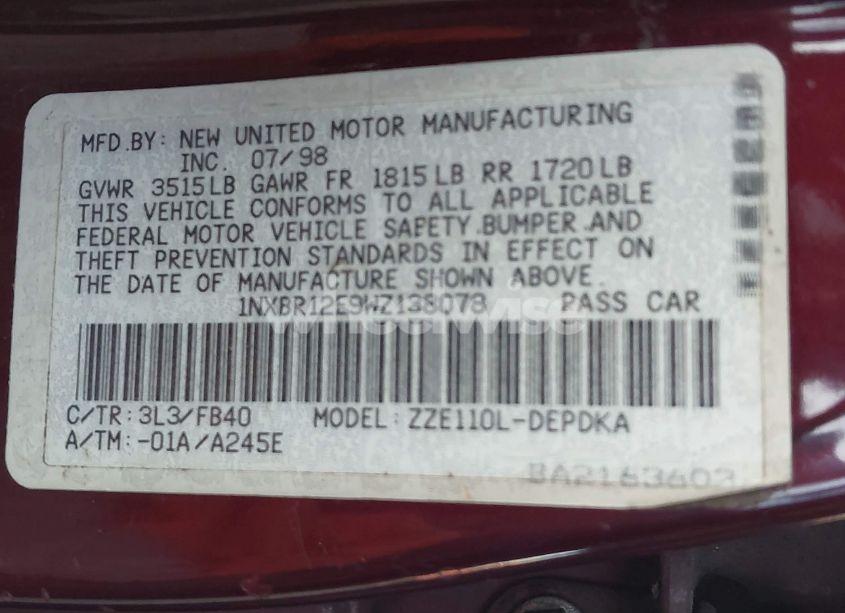 MFD.BY: NEW UNITED MOTOR MANUFACTURING
INC. 07/98
GVWR 3515LB GAWR FR 1815LB RR 1720LB
THIS VEHICLE CONFORMS TO ALL APPLICABLE
FEDERAL MOTOR VEHICLE SAFETY.BUMPER.AND
THEFT PREVENTION STANDARDS IN EFFECT ON
THE DATE OF MANUFACTURE SHOWN ABOVE.
1NXBR12E9WZ138078 PASS CAR
wheelwise
C/TR:3L3/FB40 MODEL:ZZE110L-DEPDKA
A/TM:-01A/A245E
BA2163602